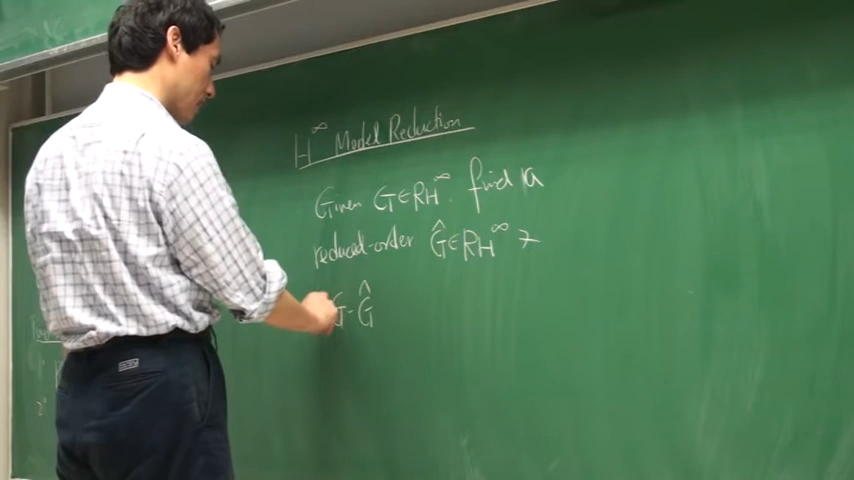 H^∞ Model Reduction
Given G∈RH^∞. find a
reduced-order Ĝ∈RH^∞ ∋
G-Ĝ